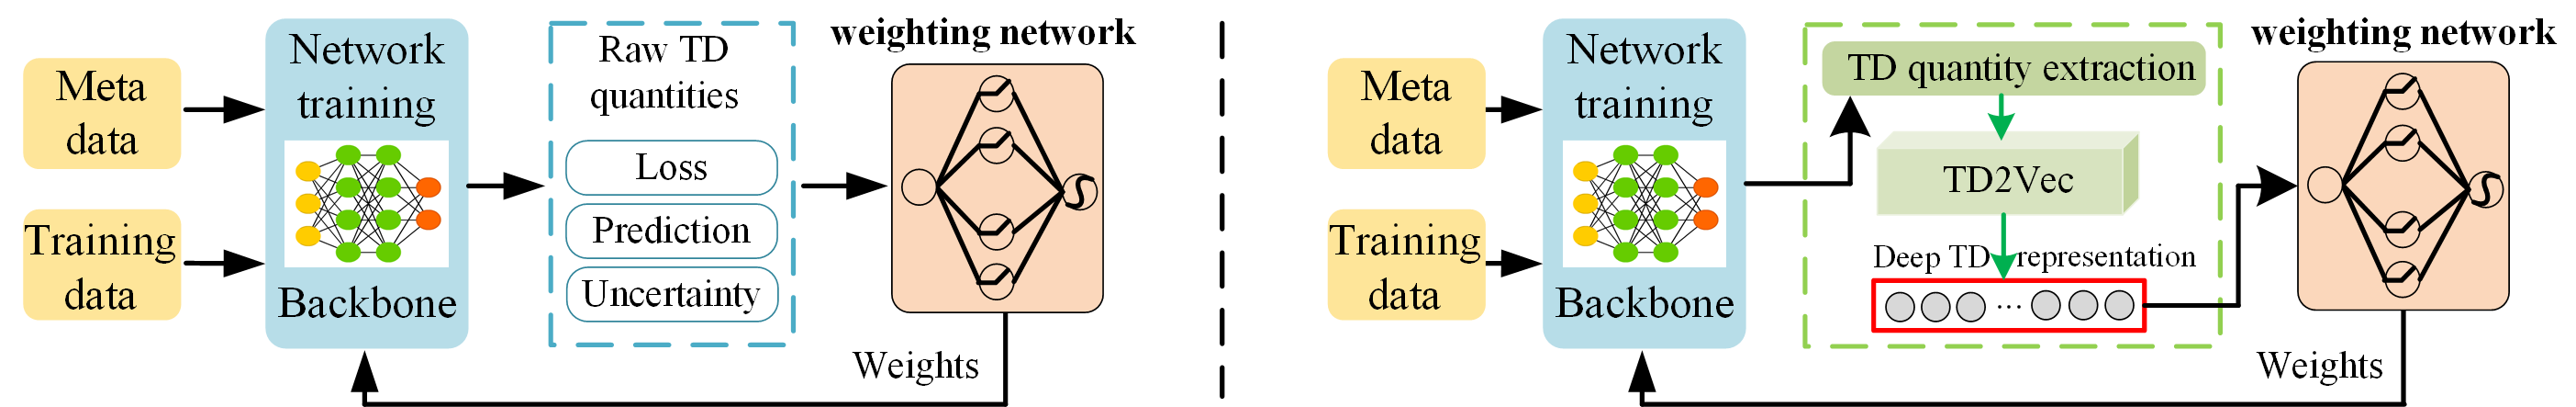 Meta
data
Training
data
Network
training
Backbone
Raw TD
quantities
Loss
Prediction
Uncertainty
weighting network
Weights
Meta
data
Training
data
Network
training
Backbone
TD quantity extraction
TD2Vec
Deep TD representation
...
weighting network
Weights